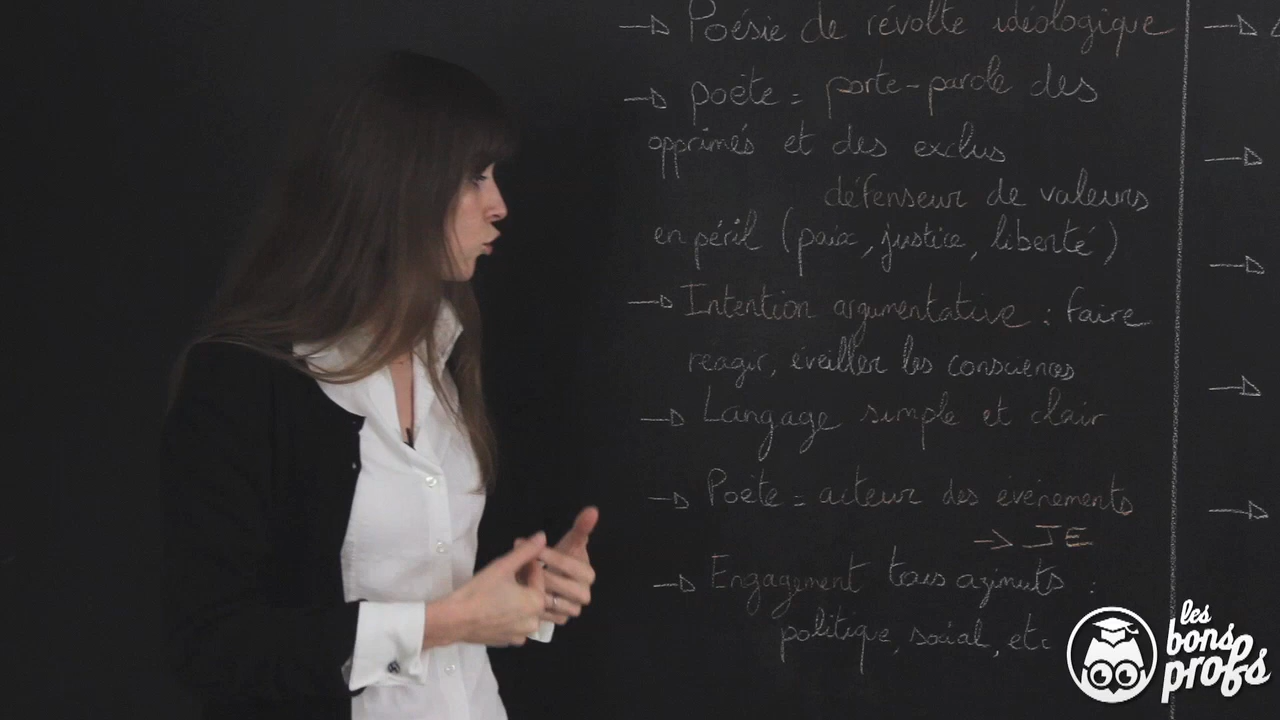 → Poésie de révolte idéologique
→ poète = porte-parole des
opprimés et des exclus
défenseur de valeurs
en péril (paix, justice, liberté)
→ Intention argumentative : faire
réagir, éveiller les consciences
→ Langage simple et clair
→ Poète = acteur des événements
→ JE
→ Engagement tous azimuts :
politique, social, etc
les
bons
profs